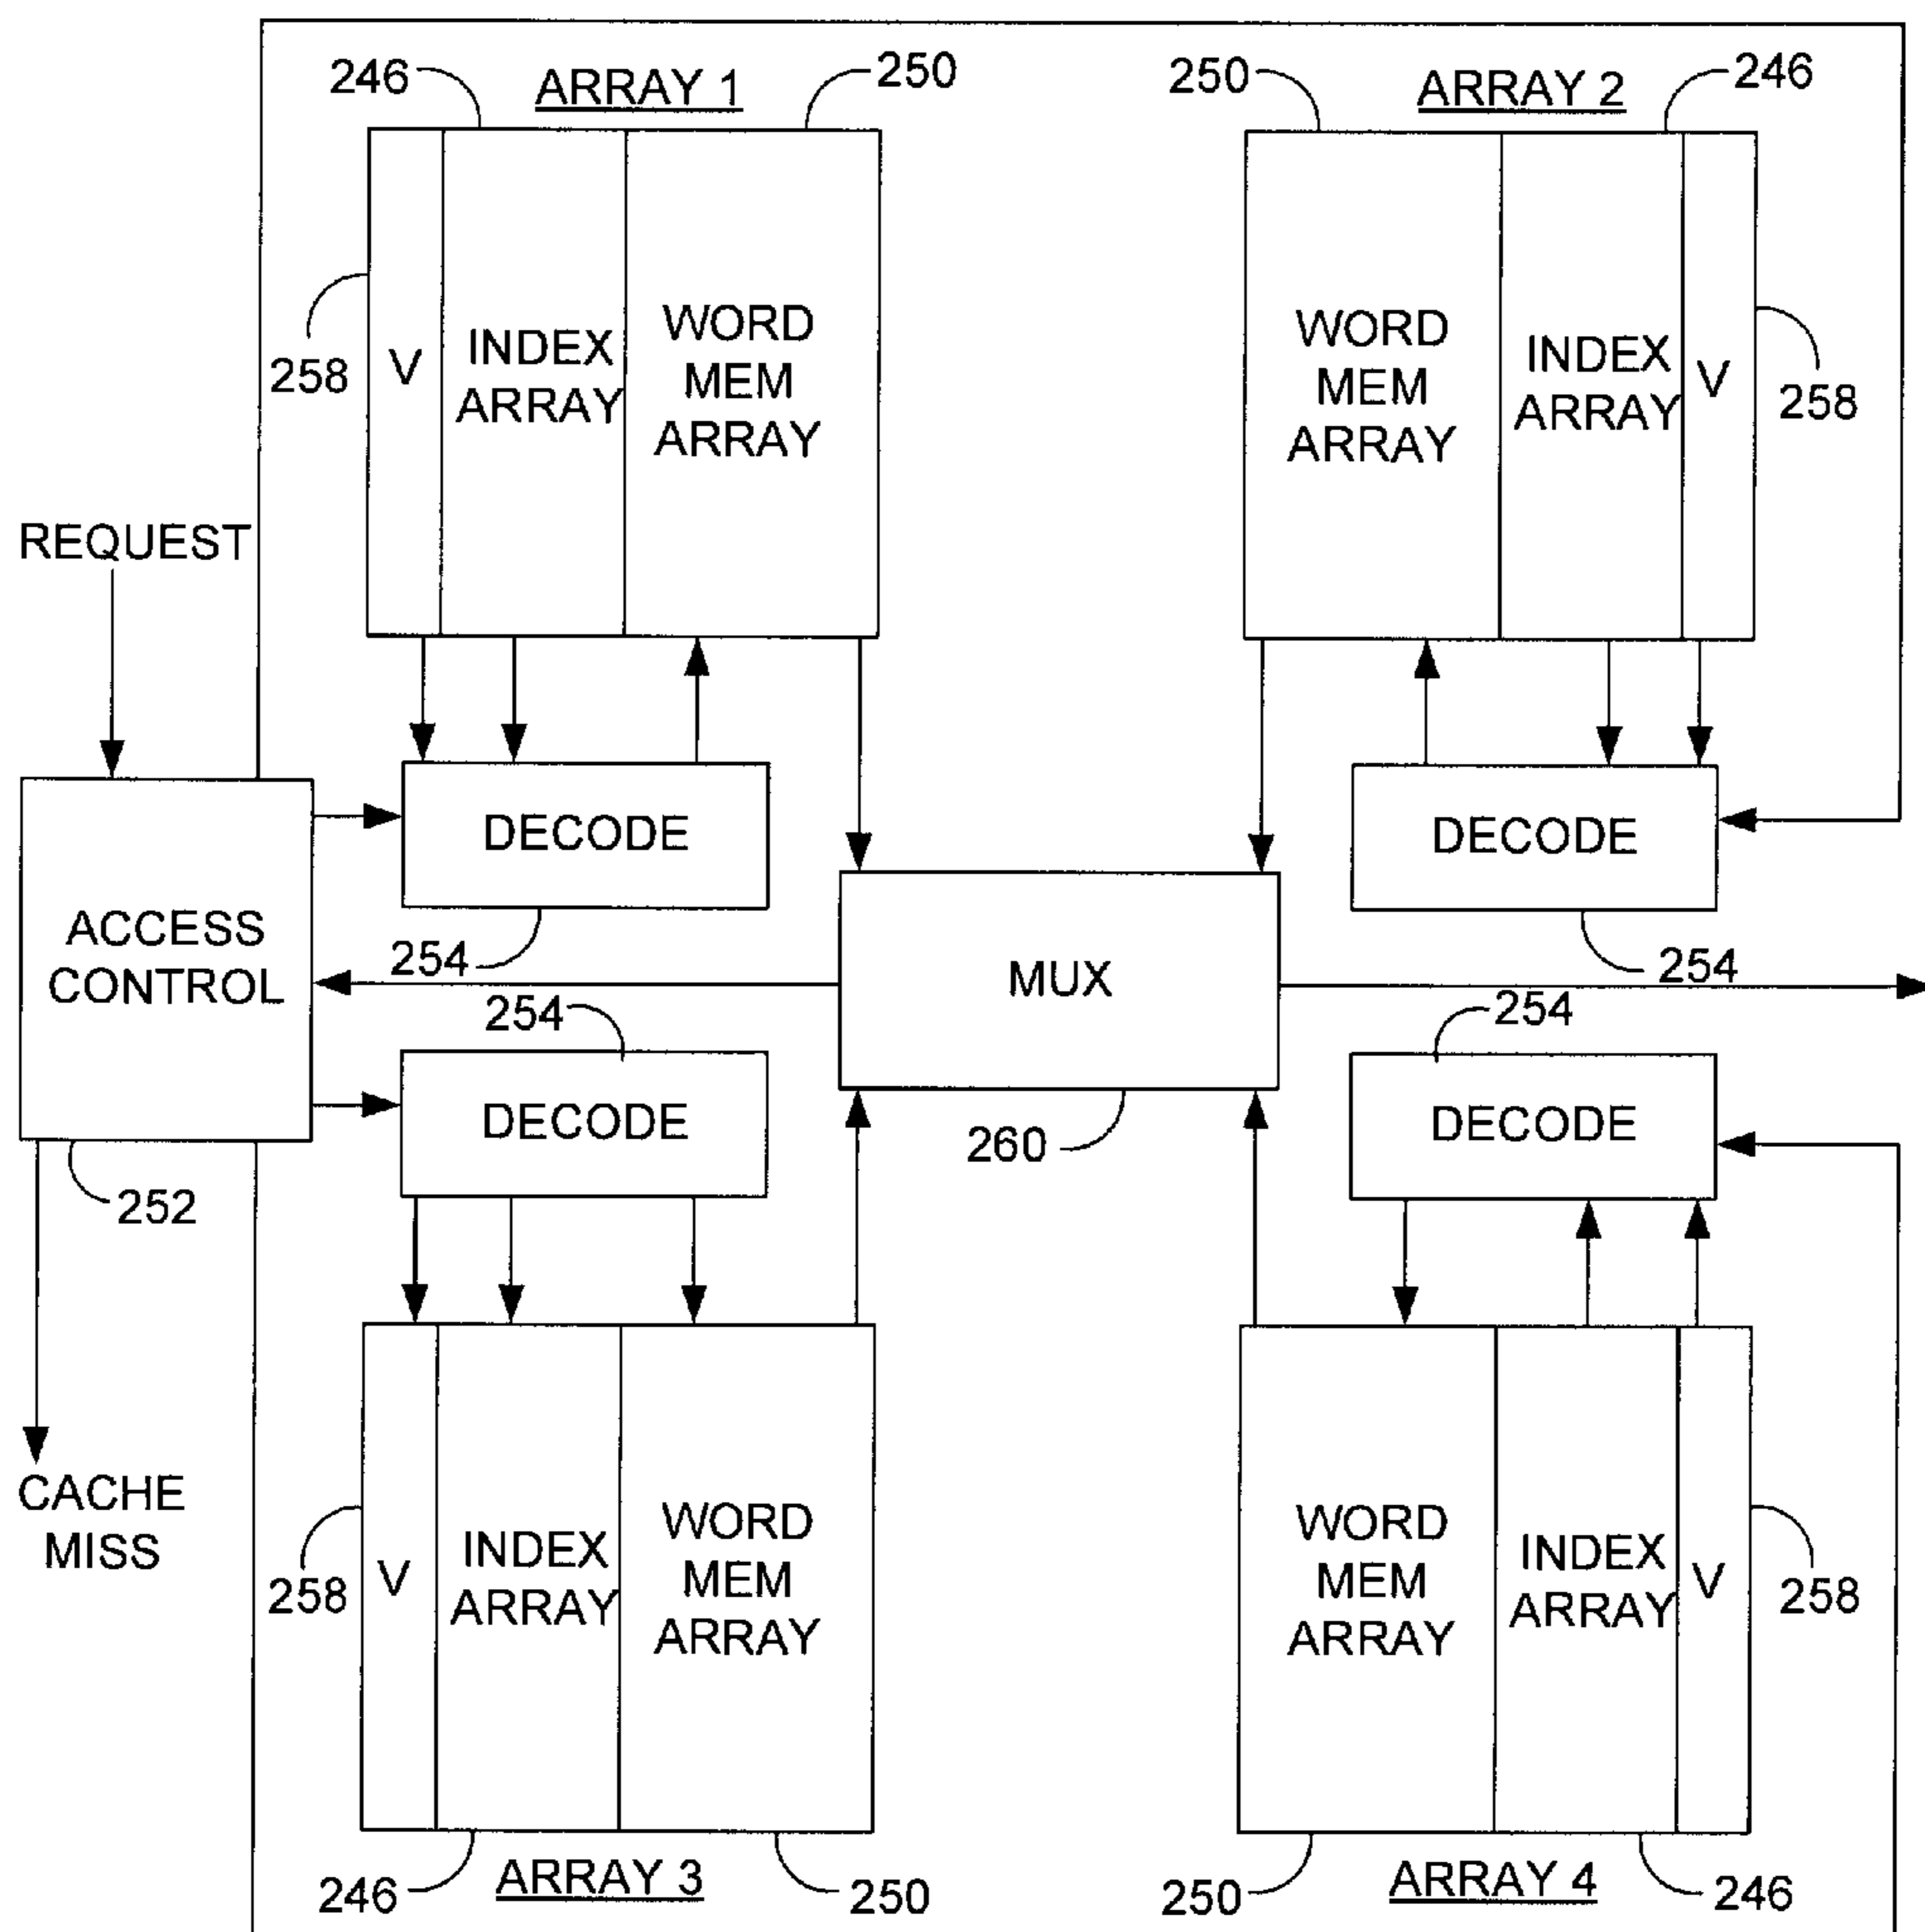 246
ARRAY 1
250
250
ARRAY 2
246
258
V
INDEX
ARRAY
WORD
MEM
ARRAY
WORD
MEM
ARRAY
INDEX
ARRAY
V
258
REQUEST
DECODE
DECODE
ACCESS
CONTROL
254
MUX
254
254
254
DECODE
DECODE
252
260
CACHE
MISS
258
V
INDEX
ARRAY
WORD
MEM
ARRAY
WORD
MEM
ARRAY
INDEX
ARRAY
V
258
246
ARRAY 3
250
250
ARRAY 4
246